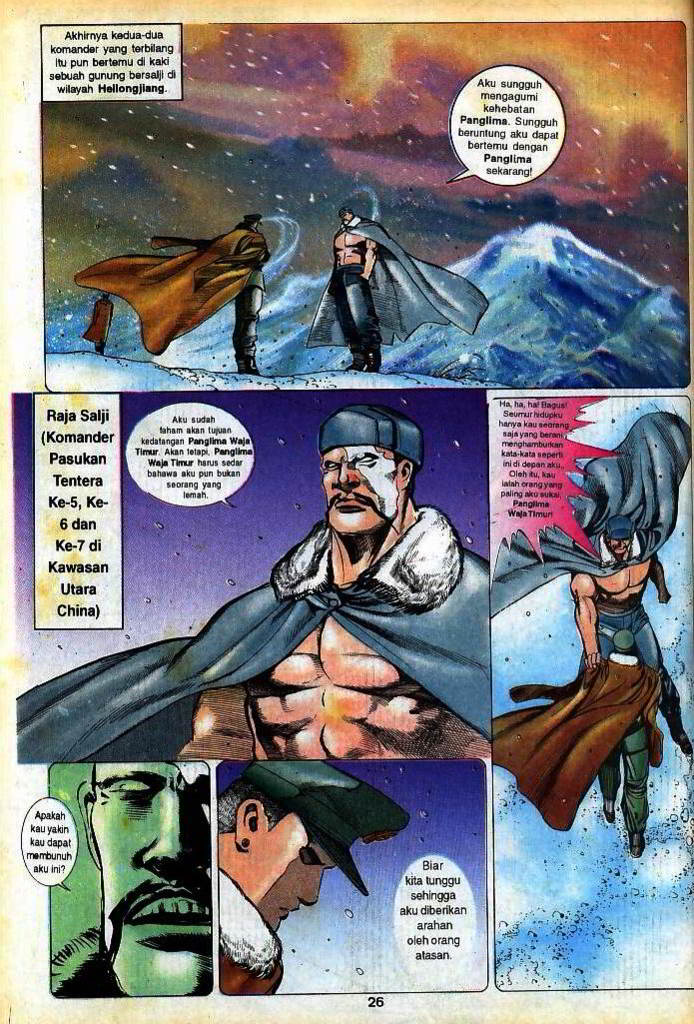 Akhirnya kedua-dua
komander yang terbilang
itu pun bertemu di kaki
sebuah gunung bersalji di
wilayah Heilongjiang.
Aku sungguh
mengagumi
kehebatan
Panglima. Sungguh
beruntung aku dapat
bertemu dengan
Panglima
sekarang!
Raja Salji
(Komander
Pasukan
Tentera
Ke-5, Ke-
6 dan
Ke-7 di
Kawasan
Utara
China)
Aku sudah
faham akan tujuan
kedatangan Panglima Waja
Timur. Akan tetapi, Panglima
Waja Timur harus sedar
bahawa aku pun bukan
seorang yang
lemah.
Ha, ha, ha! Bagus!
Seumur hidupku
hanya kau seorang
saja yang berani
menghamburkan
kata-kata seperti
ini di depan aku.
Oleh itu, kau
ialah orang yang
paling aku sukai,
Panglima
Waja Timur!
Apakah
kau yakin
kau dapat
membunuh
aku ini?
Biar
kita tunggu
sehingga
aku diberikan
arahan
oleh orang
atasan.
26